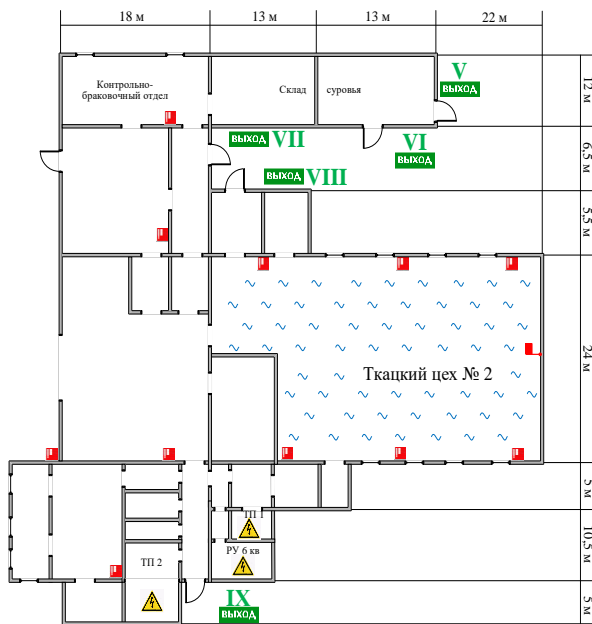 18 м
13 м
13 м
22 м
Контрольно-
браковочный отдел
Склад
суровья
V
ВЫХОД
12 м
VII
ВЫХОД
VI
ВЫХОД
6,5 м
VIII
ВЫХОД
5,5 м
Ткацкий цех № 2
24 м
5 м
ТП 1
РУ 6 кв
ТП 2
10,5 м
IX
ВЫХОД
5 м